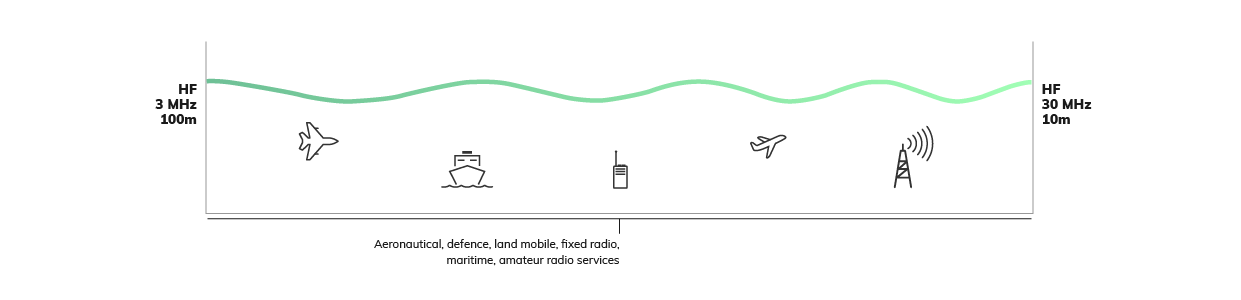 HF
3 MHz
100m
HF
30 MHz
10m
Aeronautical, defence, land mobile, fixed radio,
maritime, amateur radio services